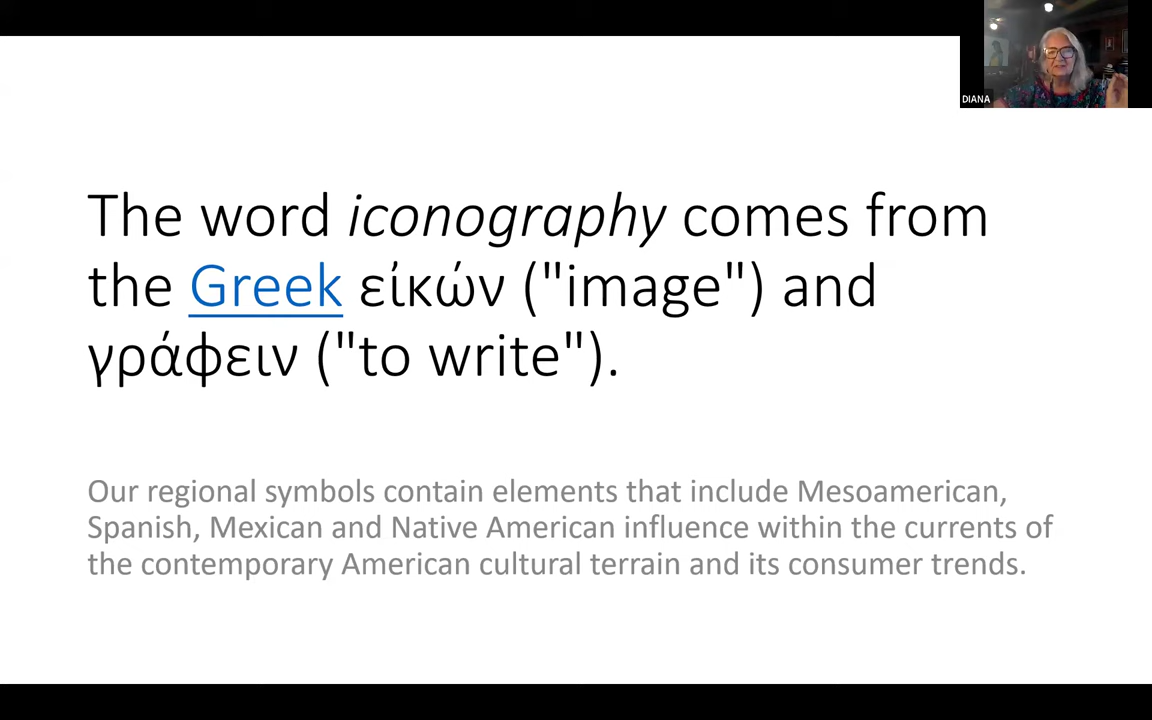 DIANA
The word iconography comes from
the Greek εἰκών ("image") and
γράφειν ("to write").
Our regional symbols contain elements that include Mesoamerican,
Spanish, Mexican and Native American influence within the currents of
the contemporary American cultural terrain and its consumer trends.